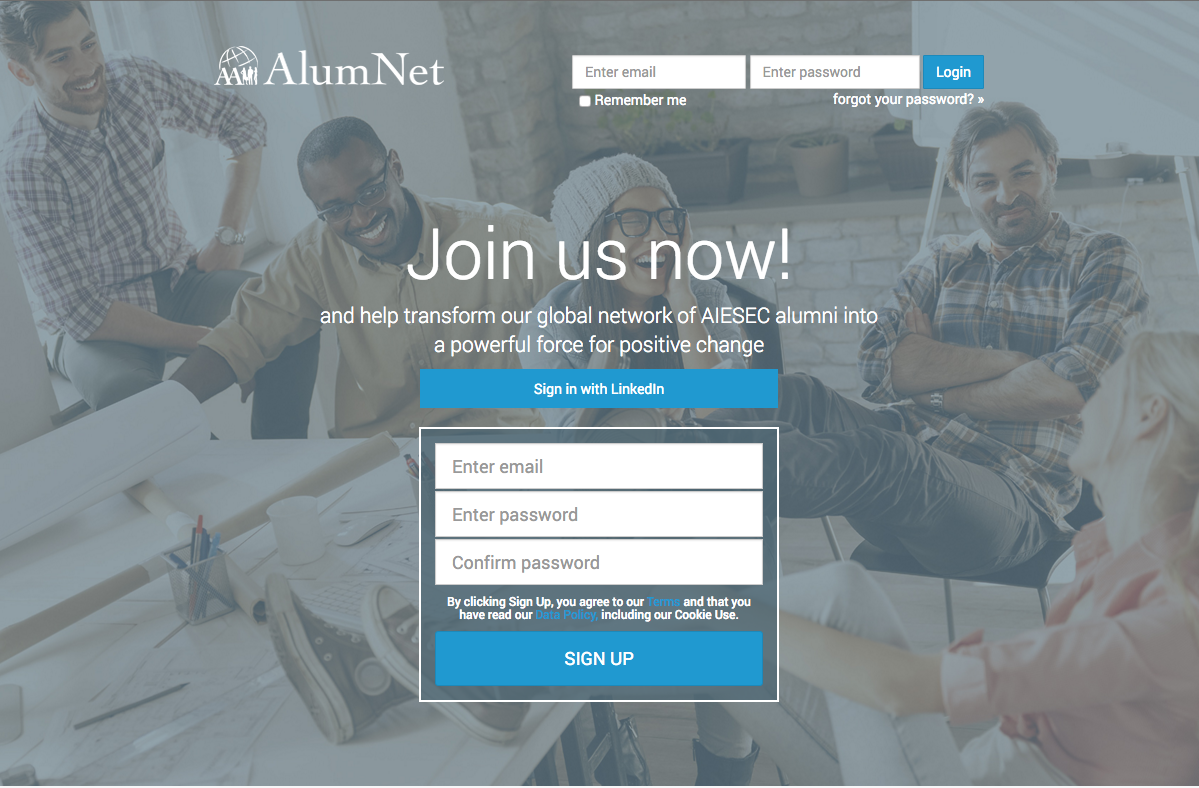 AA AlumNet
Enter email
Enter password
Login
Remember me
forgot your password? »
Join us now!
and help transform our global network of AIESEC alumni into
a powerful force for positive change
Sign in with LinkedIn
Enter email
Enter password
Confirm password
By clicking Sign Up, you agree to our Terms and that you
have read our Data Policy, including our Cookie Use.
SIGN UP